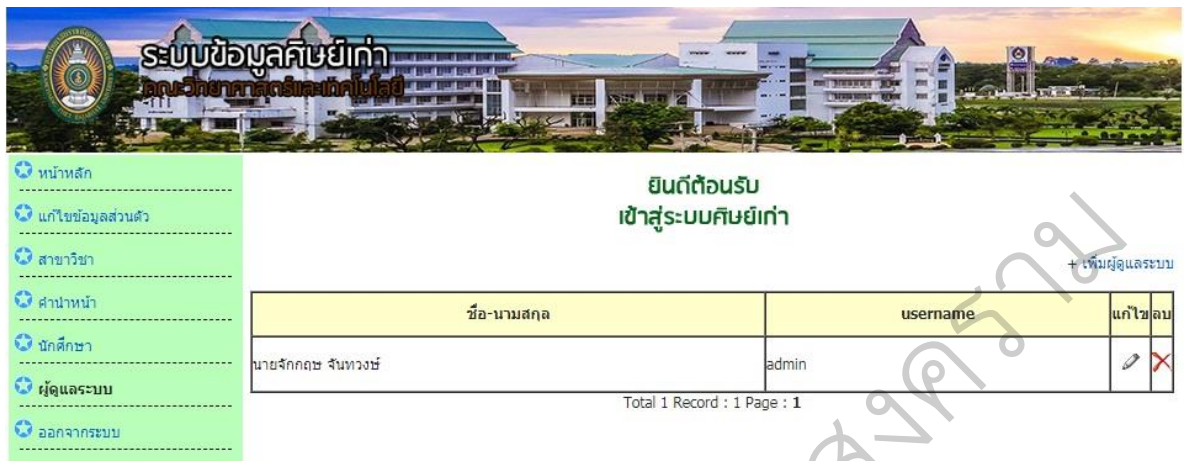 ระบบข้อมูลศิษย์เก่า
คณะวิทยาศาสตร์และเทคโนโลยี
หน้าหลัก
แก้ไขข้อมูลส่วนตัว
สาขาวิชา
คำนำหน้า
นักศึกษา
ผู้ดูแลระบบ
ออกจากระบบ
ยินดีต้อนรับ
เข้าสู่ระบบศิษย์เก่า
+ เพิ่มผู้ดูแลระบบ
ชื่อ-นามสกุล username แก้ไข ลบ
นายจักกฤษ จันทวงษ์ admin
Total 1 Record : 1 Page : 1
สงคราม